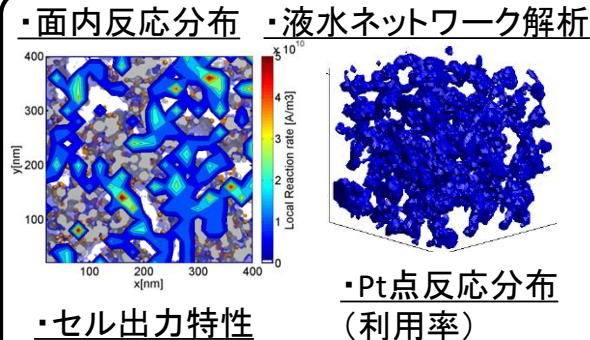 ・面内反応分布
・液水ネットワーク解析
× 10¹⁰
400
300
200
100
y[nm]
100
200
300
400
x[nm]
5
4
3
2
1
0
Local Reaction rate [A/m3]
・Pt点反応分布
（利用率）
・セル出力特性